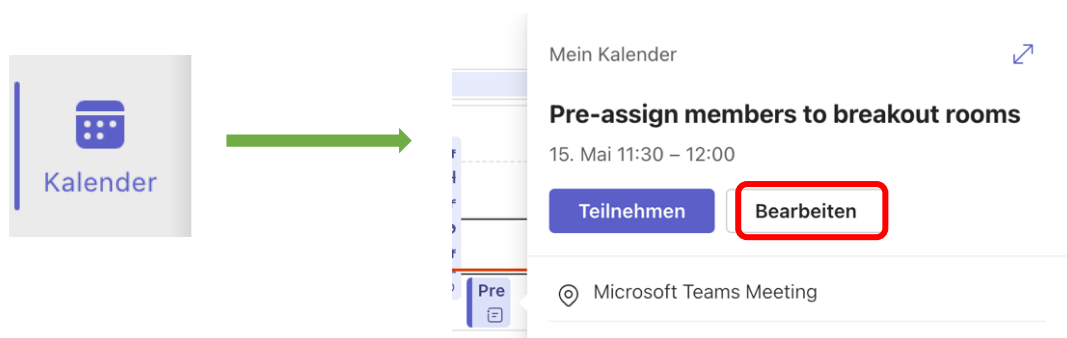 Kalender
Mein Kalender
Pre-assign members to breakout rooms
15. Mai 11:30 – 12:00
Teilnehmen
Bearbeiten
Pre
Microsoft Teams Meeting